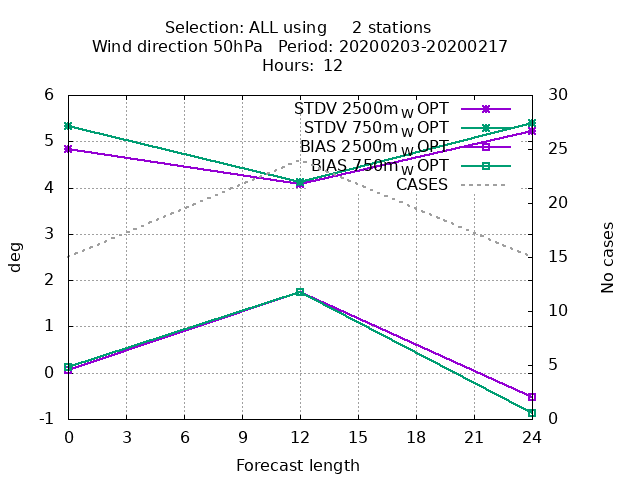 Selection: ALL using 2 stations
Wind direction 50hPa Period: 20200203-20200217
Hours: 12
STDV 2500m W OPT
STDV 750m W OPT
BIAS 2500m W OPT
BIAS 750m W OPT
CASES
6
5
4
3
2
1
0
-1
deg
30
25
20
15
10
5
0
No cases
0 3 6 9 12 15 18 21 24
Forecast length